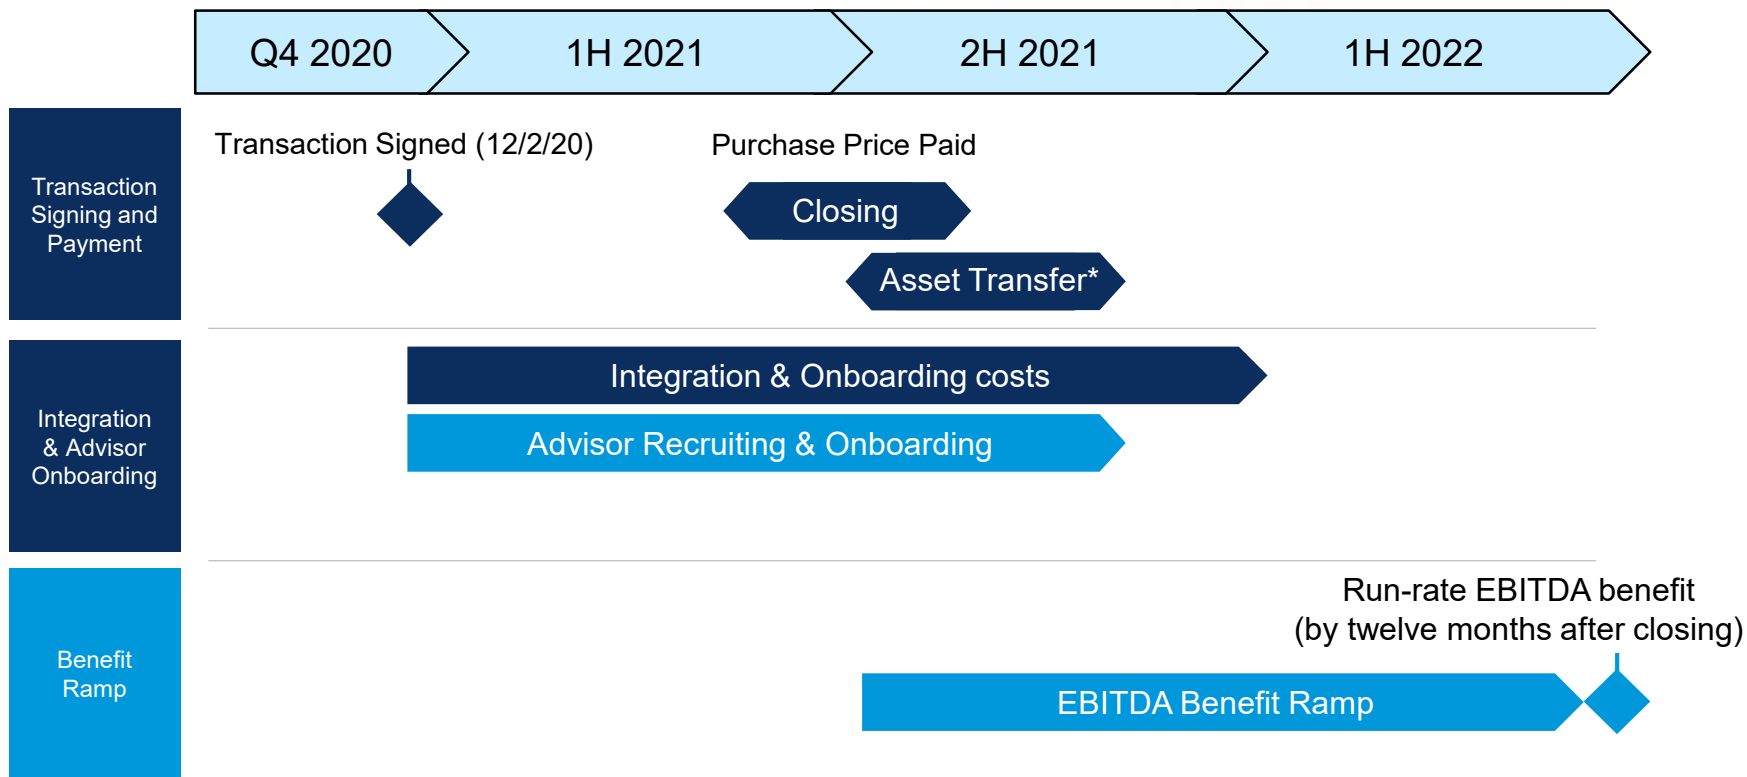 Q4 2020
1H 2021
2H 2021
1H 2022
Transaction
Signing and
Payment
Transaction Signed (12/2/20)
Purchase Price Paid
Closing
Asset Transfer*
Integration
& Advisor
Onboarding
Integration & Onboarding costs
Advisor Recruiting & Onboarding
Benefit
Ramp
Run-rate EBITDA benefit
(by twelve months after closing)
EBITDA Benefit Ramp